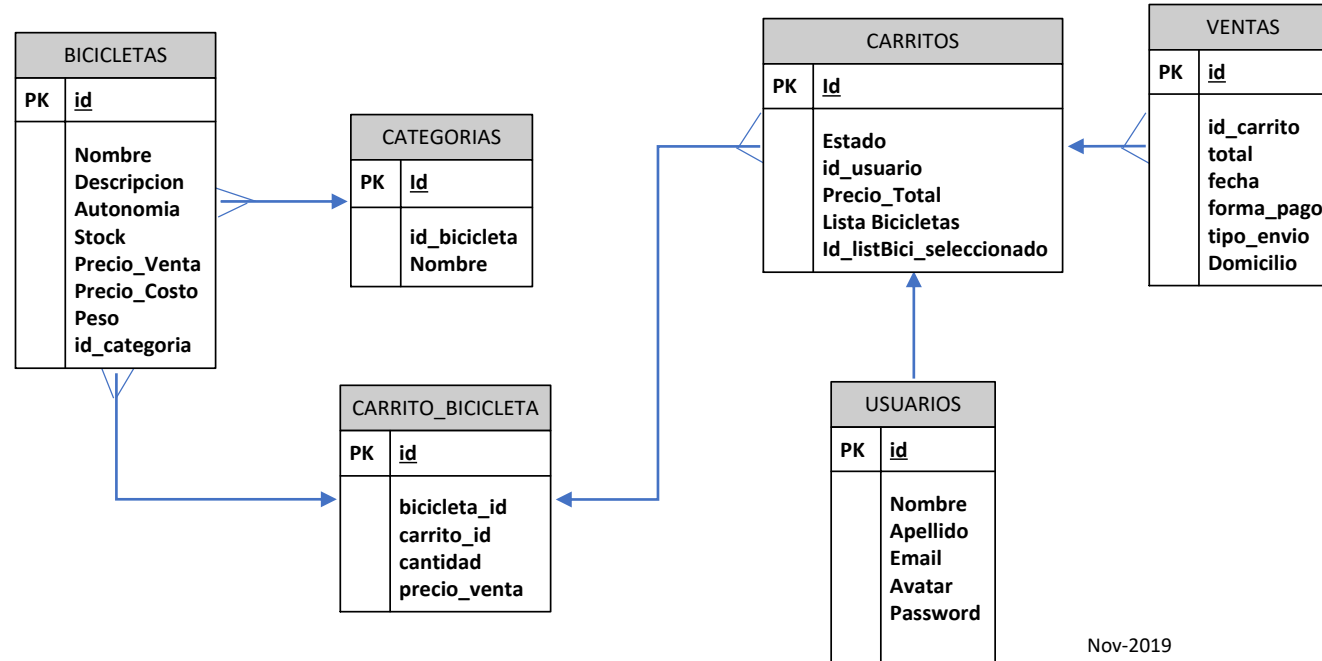 BICICLETAS
PK id
Nombre
Descripcion
Autonomia
Stock
Precio_Venta
Precio_Costo
Peso
id_categoria
CATEGORIAS
PK Id
id_bicicleta
Nombre
CARRITO_BICICLETA
PK id
bicicleta_id
carrito_id
cantidad
precio_venta
CARRITOS
PK Id
Estado
id_usuario
Precio_Total
Lista Bicicletas
Id_listBici_seleccionado
USUARIOS
PK id
Nombre
Apellido
Email
Avatar
Password
VENTAS
PK id
id_carrito
total
fecha
forma_pago
tipo_envio
Domicilio
Nov-2019